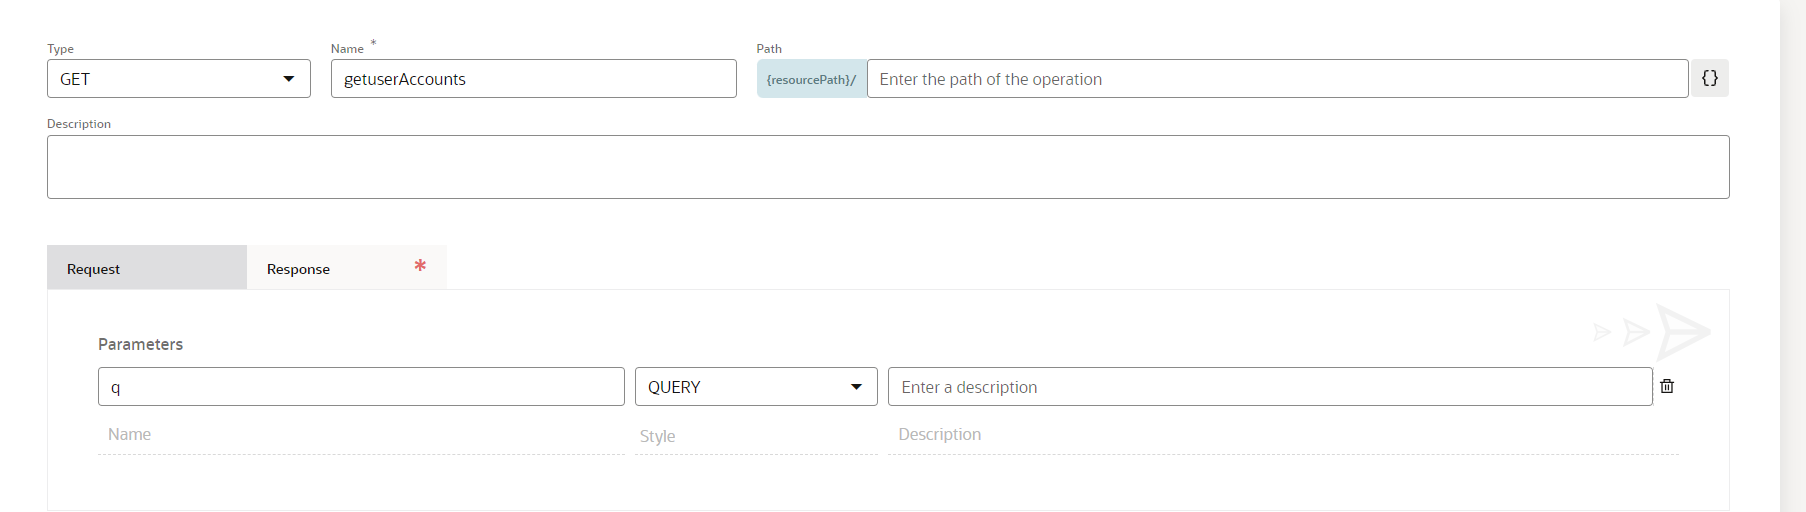 Type
Name *
Path
GET
getuserAccounts
{resourcePath}/
Enter the path of the operation
{}
Description
Request
Response *
Parameters
q
QUERY
Enter a description
Name
Style
Description